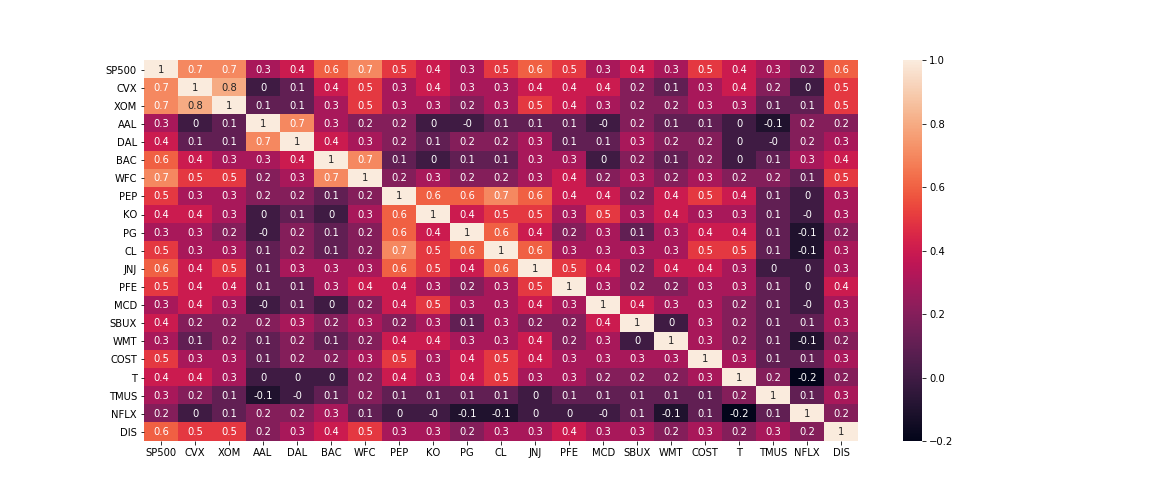 SP500 1 0.7 0.7 0.3 0.4 0.6 0.7 0.5 0.4 0.3 0.5 0.6 0.5 0.3 0.4 0.3 0.5 0.4 0.3 0.2 0.6
CVX 0.7 1 0.8 0 0.1 0.4 0.5 0.3 0.4 0.3 0.3 0.4 0.4 0.4 0.2 0.1 0.3 0.4 0.2 0 0.5
XOM 0.7 0.8 1 0.1 0.1 0.3 0.5 0.3 0.3 0.2 0.3 0.5 0.4 0.3 0.2 0.2 0.3 0.3 0.1 0.1 0.5
AAL 0.3 0 0.1 1 0.7 0.3 0.2 0.2 0 -0 0.1 0.1 0.1 -0 0.2 0.1 0.1 0 -0.1 0.2 0.2
DAL 0.4 0.1 0.1 0.7 1 0.4 0.3 0.2 0.1 0.2 0.2 0.3 0.1 0.1 0.3 0.2 0.2 0 -0 0.2 0.3
BAC 0.6 0.4 0.3 0.3 0.4 1 0.7 0.1 0 0.1 0.1 0.3 0.3 0 0.2 0.1 0.2 0 0.1 0.3 0.4
WFC 0.7 0.5 0.5 0.2 0.3 0.7 1 0.2 0.3 0.2 0.2 0.3 0.4 0.2 0.3 0.2 0.3 0.2 0.2 0.1 0.5
PEP 0.5 0.3 0.3 0.2 0.2 0.1 0.2 1 0.6 0.6 0.7 0.6 0.4 0.4 0.2 0.4 0.5 0.4 0.1 0 0.3
KO 0.4 0.4 0.3 0 0.1 0 0.3 0.6 1 0.4 0.5 0.5 0.3 0.5 0.3 0.4 0.3 0.3 0.1 -0 0.3
PG 0.3 0.3 0.2 -0 0.2 0.1 0.2 0.6 0.4 1 0.6 0.4 0.2 0.3 0.1 0.3 0.4 0.4 0.1 -0.1 0.2
CL 0.5 0.3 0.3 0.1 0.2 0.1 0.2 0.7 0.5 0.6 1 0.6 0.3 0.3 0.3 0.3 0.5 0.5 0.1 -0.1 0.3
JNJ 0.6 0.4 0.5 0.1 0.3 0.3 0.3 0.6 0.5 0.4 0.6 1 0.5 0.4 0.2 0.4 0.4 0.3 0 0 0.3
PFE 0.5 0.4 0.4 0.1 0.1 0.3 0.4 0.4 0.3 0.2 0.3 0.5 1 0.3 0.2 0.2 0.3 0.3 0.1 0 0.4
MCD 0.3 0.4 0.3 -0 0.1 0 0.2 0.4 0.5 0.3 0.3 0.4 0.3 1 0.4 0.3 0.3 0.2 0.1 -0 0.3
SBUX 0.4 0.2 0.2 0.2 0.3 0.2 0.3 0.2 0.3 0.1 0.3 0.2 0.2 0.4 1 0 0.3 0.2 0.1 0.1 0.3
WMT 0.3 0.1 0.2 0.1 0.2 0.1 0.2 0.4 0.4 0.3 0.3 0.4 0.2 0.3 0 1 0.3 0.2 0.1 -0.1 0.2
COST 0.5 0.3 0.3 0.1 0.2 0.2 0.3 0.5 0.3 0.4 0.5 0.4 0.3 0.3 0.3 0.3 1 0.3 0.1 0.1 0.3
T 0.4 0.4 0.3 0 0 0 0.2 0.4 0.3 0.4 0.5 0.3 0.3 0.2 0.2 0.2 0.3 1 0.2 -0.2 0.2
TMUS 0.3 0.2 0.1 -0.1 -0 0.1 0.2 0.1 0.1 0.1 0.1 0 0.1 0.1 0.1 0.1 0.1 0.2 1 0.1 0.3
NFLX 0.2 0 0.1 0.2 0.2 0.3 0.1 0 -0 -0.1 -0.1 0 0 -0 0.1 -0.1 0.1 -0.2 0.1 1 0.2
DIS 0.6 0.5 0.5 0.2 0.3 0.4 0.5 0.3 0.3 0.2 0.3 0.3 0.4 0.3 0.3 0.2 0.3 0.2 0.3 0.2 1
SP500 CVX XOM AAL DAL BAC WFC PEP KO PG CL JNJ PFE MCD SBUX WMT COST T TMUS NFLX DIS
1.0
0.8
0.6
0.4
0.2
0.0
−0.2